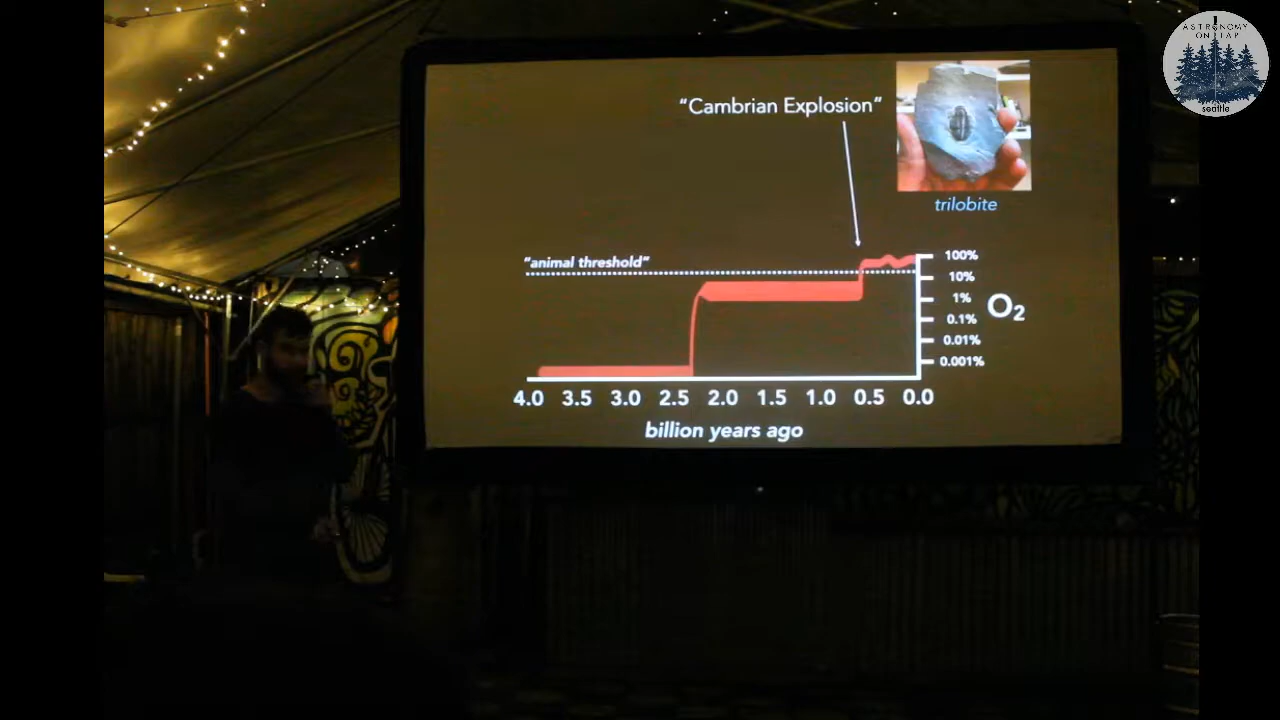 ASTRONOMY
ON TAP
seattle
"Cambrian Explosion"
trilobite
"animal threshold"
100%
10%
1%
0.1%
0.01%
0.001%
O₂
4.0 3.5 3.0 2.5 2.0 1.5 1.0 0.5 0.0
billion years ago